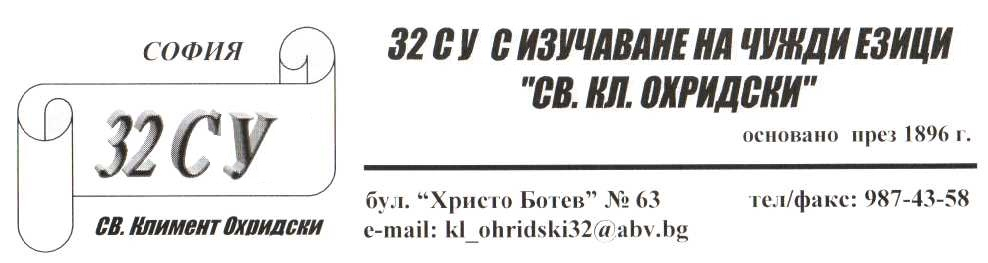 СОФИЯ
32 СУ
СВ. Климент Охридски
32 С У С ИЗУЧАВАНЕ НА ЧУЖДИ ЕЗИЦИ
"СВ. КЛ. ОХРИДСКИ"
основано през 1896 г.
бул. “Христо Ботев” № 63 тел/факс: 987-43-58
e-mail: kl_ohridski32@abv.bg